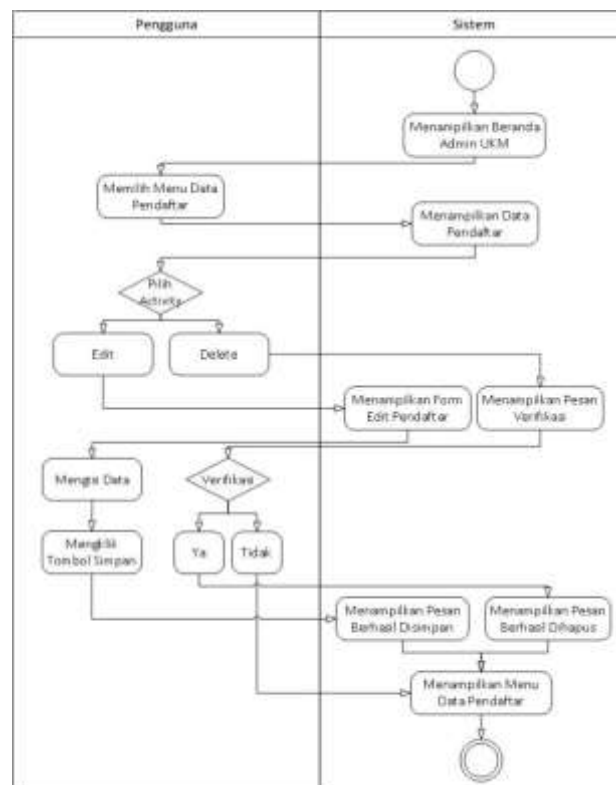 Pengguna
Sistem
Menampilkan Beranda
Admin UKM
Memilih Menu Data
Pendaftar
Menampilkan Data
Pendaftar
Pilih
Activity
Edit
Delete
Menampilkan Form
Edit Pendaftar
Menampilkan Pesan
Verifikasi
Mengisi Data
Verifikasi
Mengklik
Tombol Simpan
Ya
Tidak
Menampilkan Pesan
Berhasil Disimpan
Menampilkan Pesan
Berhasil Dihapus
Menampilkan Menu
Data Pendaftar